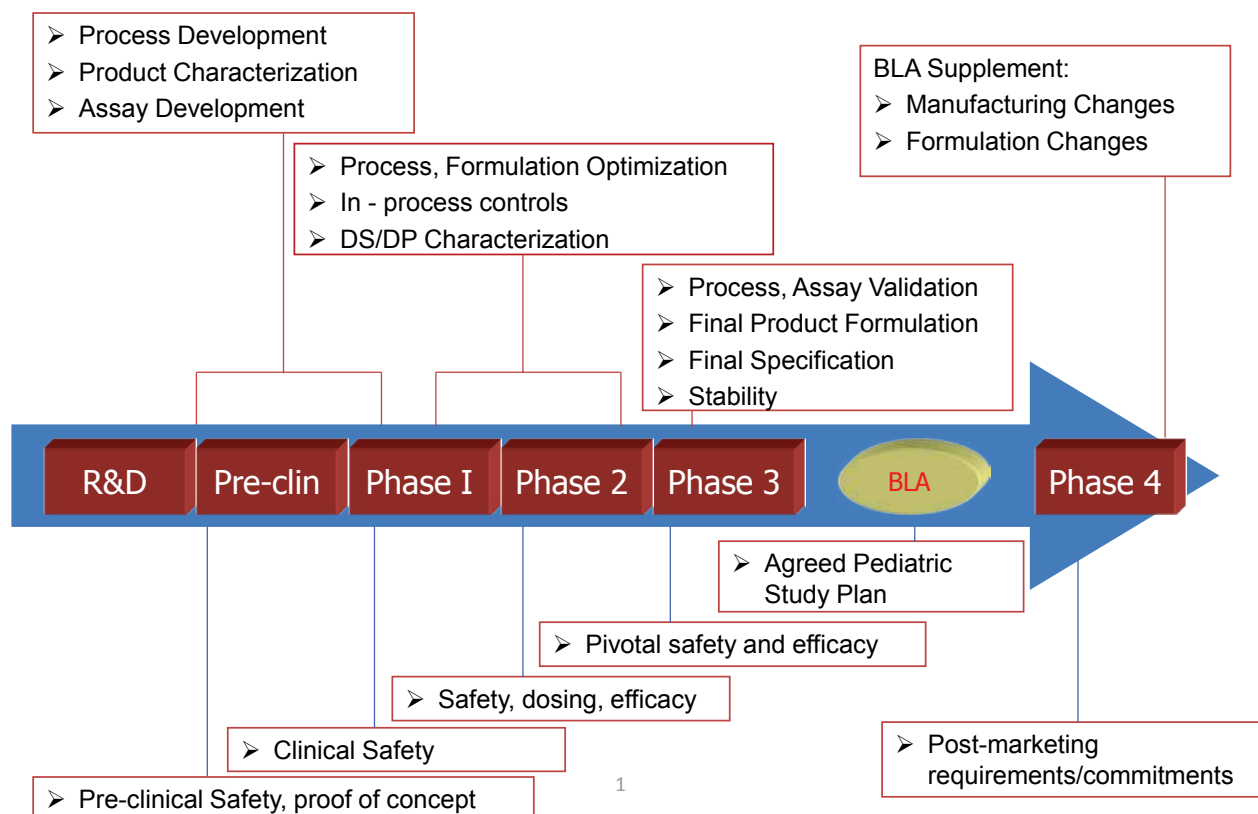 ➢ Process Development
➢ Product Characterization
➢ Assay Development
BLA Supplement:
➢ Manufacturing Changes
➢ Formulation Changes
➢ Process, Formulation Optimization
➢ In - process controls
➢ DS/DP Characterization
➢ Process, Assay Validation
➢ Final Product Formulation
➢ Final Specification
➢ Stability
R&D
Pre-clin
Phase I
Phase 2
Phase 3
BLA
Phase 4
➢ Agreed Pediatric
Study Plan
➢ Pivotal safety and efficacy
➢ Safety, dosing, efficacy
➢ Clinical Safety
➢ Post-marketing
requirements/commitments
➢ Pre-clinical Safety, proof of concept
1